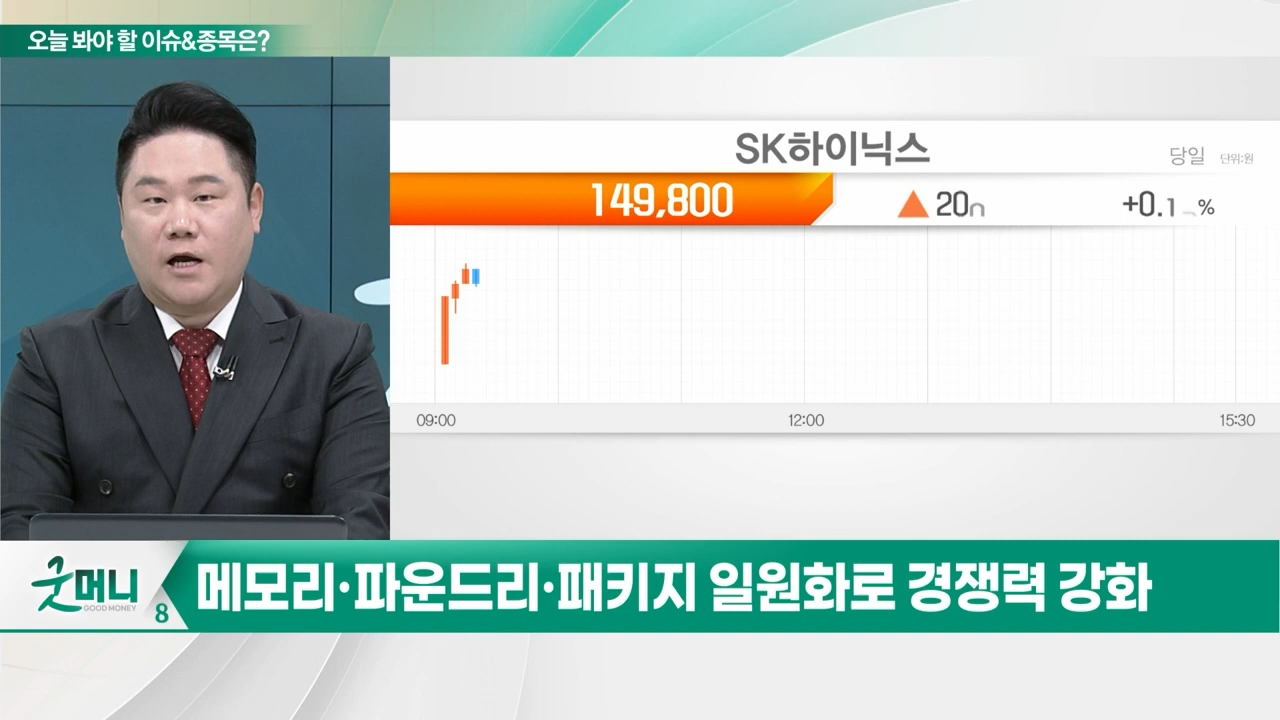 오늘 봐야 할 이슈&종목은?
SK하이닉스
당일 단위:원
149,800
▲ 20
+0.1 %
09:00 12:00 15:30
굿머니
GOOD MONEY
8
메모리·파운드리·패키지 일원화로 경쟁력 강화